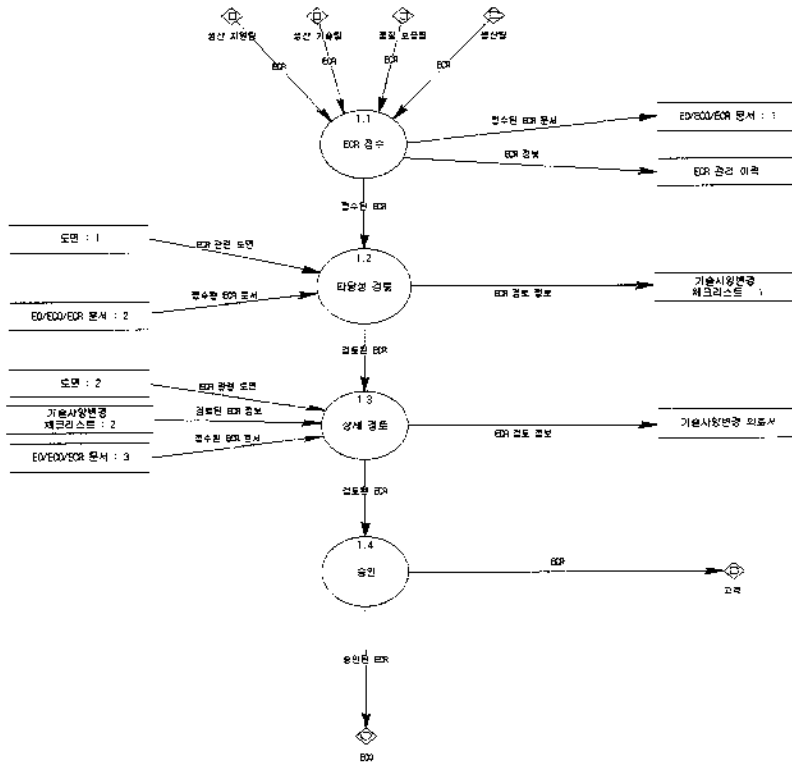 생산 지원팀
생산 기술팀
품질 보증팀
생산팀
ECR
ECR
ECR
ECR
1.1
ECR 접수
접수된 ECR 문서
EO/ECO/ECR 문서 : 1
ECR 정보
ECR 관리 이력
접수된 ECR
도면 : 1
ECR 관련 도면
1.2
타당성 검토
접수된 ECR 문서
EO/ECO/ECR 문서 : 2
ECR 검토 정보
기술사양변경
체크리스트 : 1
검토된 ECR
도면 : 2
ECR 관련 도면
1.3
상세 검토
기술사양변경
체크리스트 : 2
검토된 ECR 정보
접수된 ECR 문서
EO/ECO/ECR 문서 : 3
ECR 검토 정보
기술사양변경 의뢰서
검토된 ECR
1.4
승인
ECR
고객
승인된 ECR
ECO